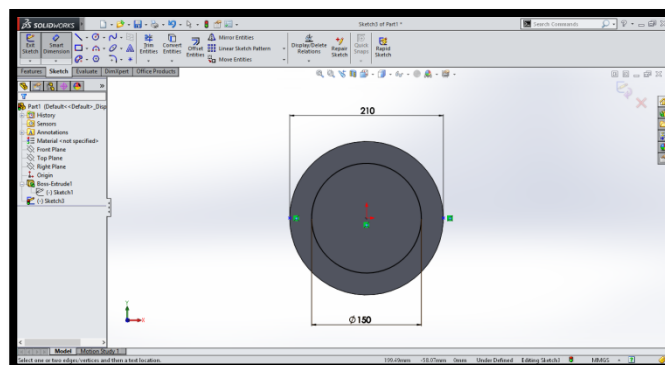 SOLIDWORKS
Sketch3 of Part1 *
Search Commands
Exit Sketch
Smart Dimension
Trim Entities
Convert Entities
Offset Entities
Mirror Entities
Linear Sketch Pattern
Move Entities
Display/Delete Relations
Repair Sketch
Quick Snaps
Rapid Sketch
Features Sketch Evaluate DimXpert Office Products
Part1 (Default<<Default>_Disp
History
Sensors
Annotations
Material <not specified>
Front Plane
Top Plane
Right Plane
Origin
Boss-Extrude1
(-) Sketch1
(-) Sketch3
210
Ø150
Y
X
Model Motion Study 1
Select one or two edges/vertices and then a text location.
-58.07mm 0mm Under Defined Editing Sketch3 MMGS